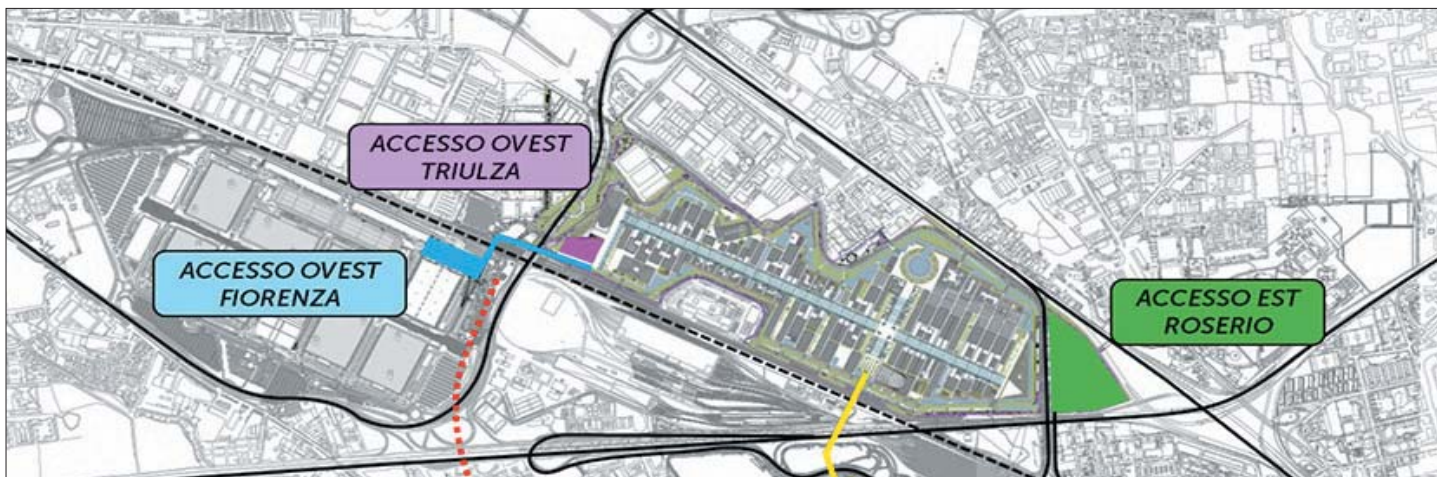 ACCESSO OVEST
TRIULZA
ACCESSO OVEST
FIORENZA
ACCESSO EST
ROSERIO